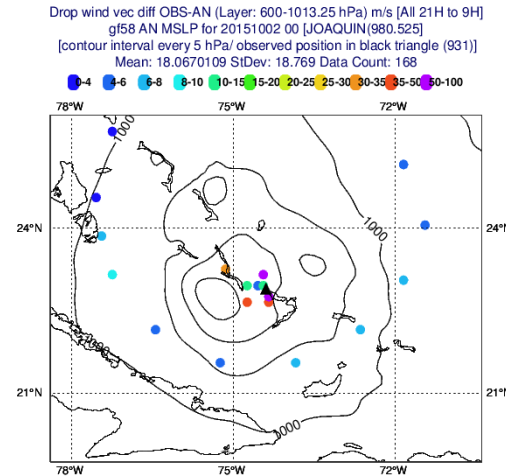 Drop wind vec diff OBS-AN (Layer: 600-1013.25 hPa) m/s [All 21H to 9H]
gf58 AN MSLP for 20151002 00 [JOAQUIN(980.525]
[contour interval every 5 hPa/ observed position in black triangle (931)]
Mean: 18.0670109 StDev: 18.769 Data Count: 168
0-4 4-6 6-8 8-10 10-15 15-20 20-25 25-30 30-35 35-50 50-100
78°W 75°W 72°W
1000
1000
24°N 24°N
21°N 21°N
1000
78°W 75°W 72°W